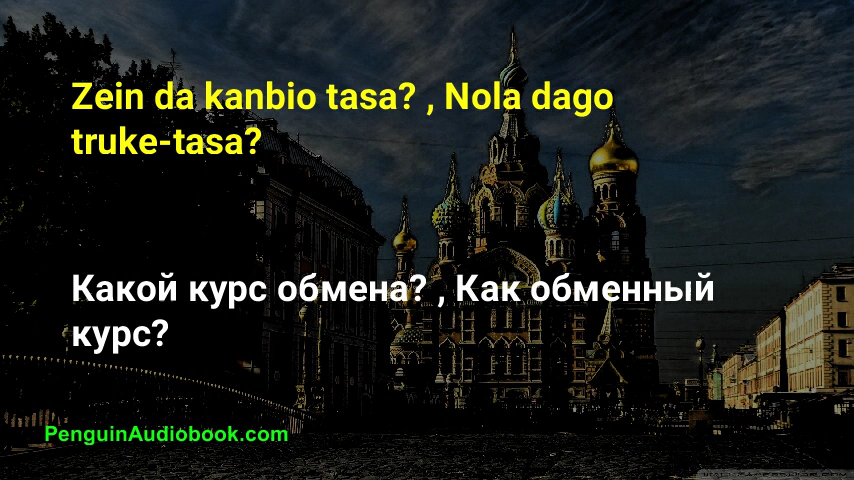 Zein da kanbio tasa? , Nola dago
truke-tasa?
Какой курс обмена? , Как обменный
курс?
PenguinAudiobook.com